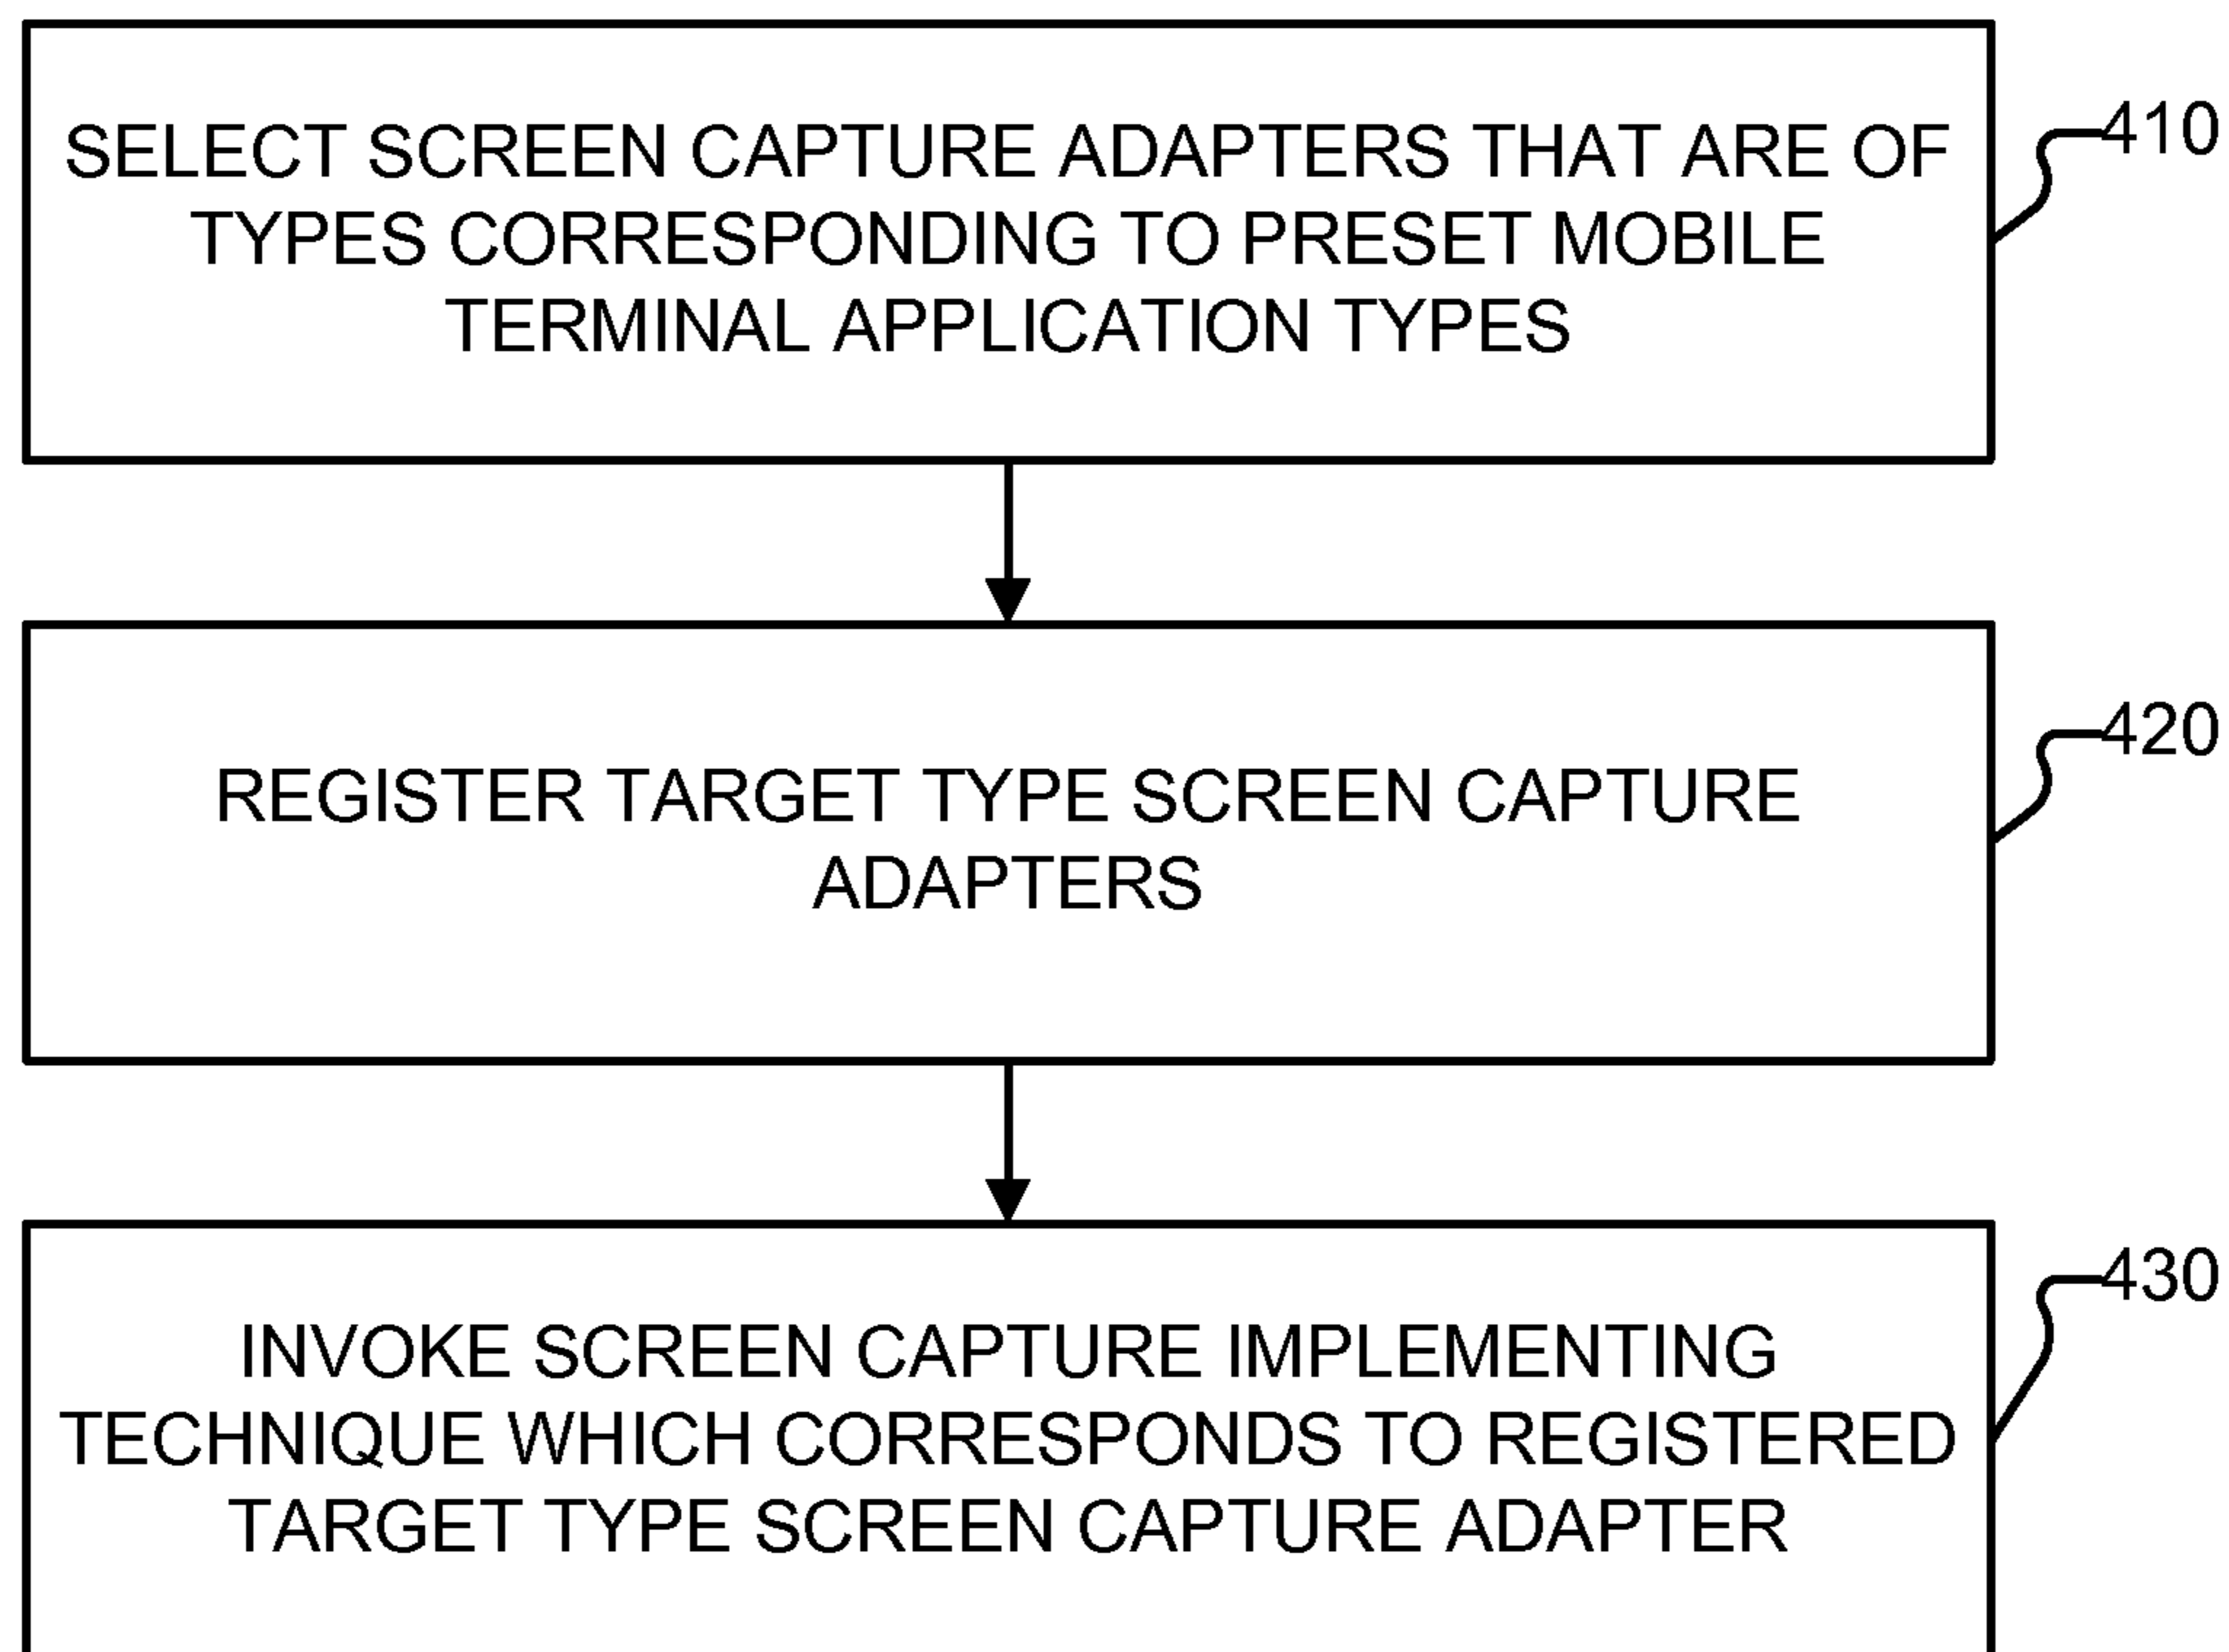 SELECT SCREEN CAPTURE ADAPTERS THAT ARE OF
TYPES CORRESPONDING TO PRESET MOBILE
TERMINAL APPLICATION TYPES
410
REGISTER TARGET TYPE SCREEN CAPTURE
ADAPTERS
420
INVOKE SCREEN CAPTURE IMPLEMENTING
TECHNIQUE WHICH CORRESPONDS TO REGISTERED
TARGET TYPE SCREEN CAPTURE ADAPTER
430